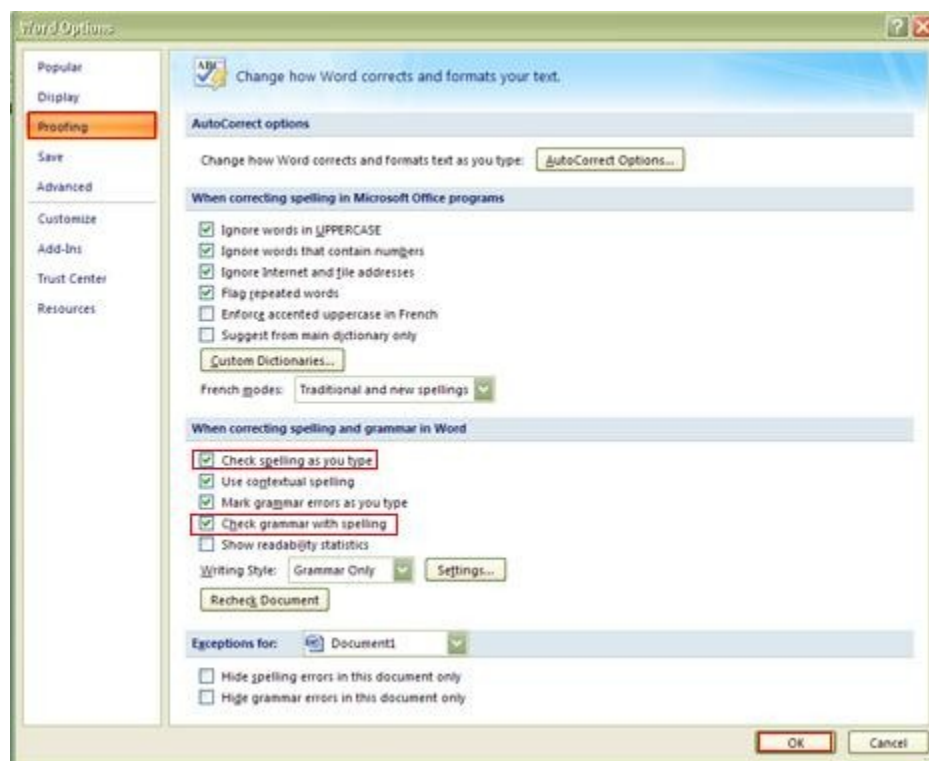 Word Options
Popular
Display
Proofing
Save
Advanced
Customize
Add-Ins
Trust Center
Resources
ABC
Change how Word corrects and formats your text.
AutoCorrect options
Change how Word corrects and formats text as you type: AutoCorrect Options...
When correcting spelling in Microsoft Office programs
Ignore words in UPPERCASE
Ignore words that contain numbers
Ignore Internet and file addresses
Flag repeated words
Enforce accented uppercase in French
Suggest from main dictionary only
Custom Dictionaries...
French modes: Traditional and new spellings
When correcting spelling and grammar in Word
Check spelling as you type
Use contextual spelling
Mark grammar errors as you type
Check grammar with spelling
Show readability statistics
Writing Style: Grammar Only Settings...
Recheck Document
Exceptions for: Document1
Hide spelling errors in this document only
Hide grammar errors in this document only
OK Cancel